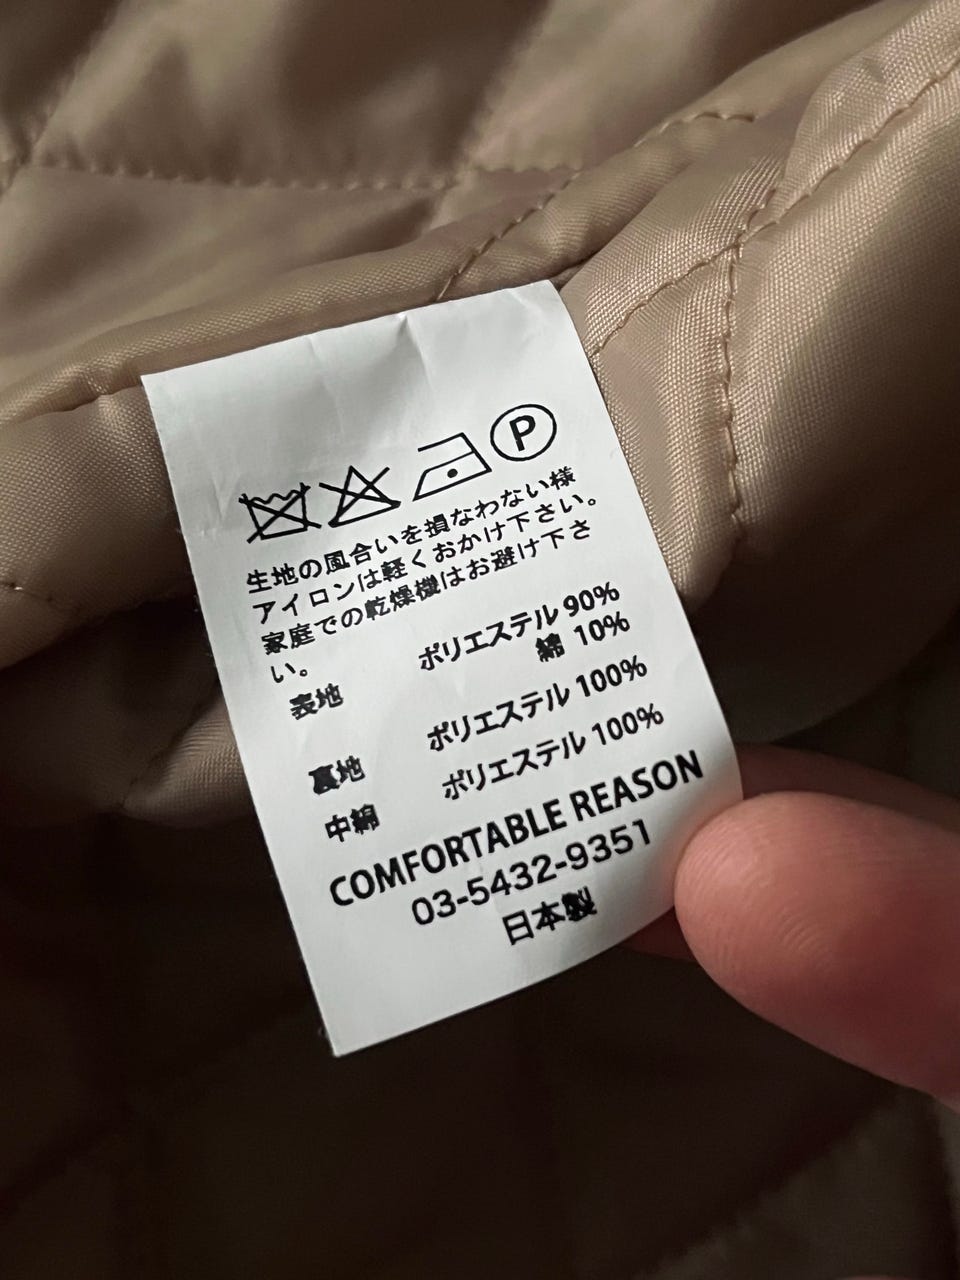 P
生地の風合いを損なわない様
アイロンは軽くおかけ下さい。
家庭での乾燥機はお避け下さ
い。
表地 ポリエステル 90%
綿 10%
裏地 ポリエステル 100%
中綿 ポリエステル 100%
COMFORTABLE REASON
03-5432-9351
日本製